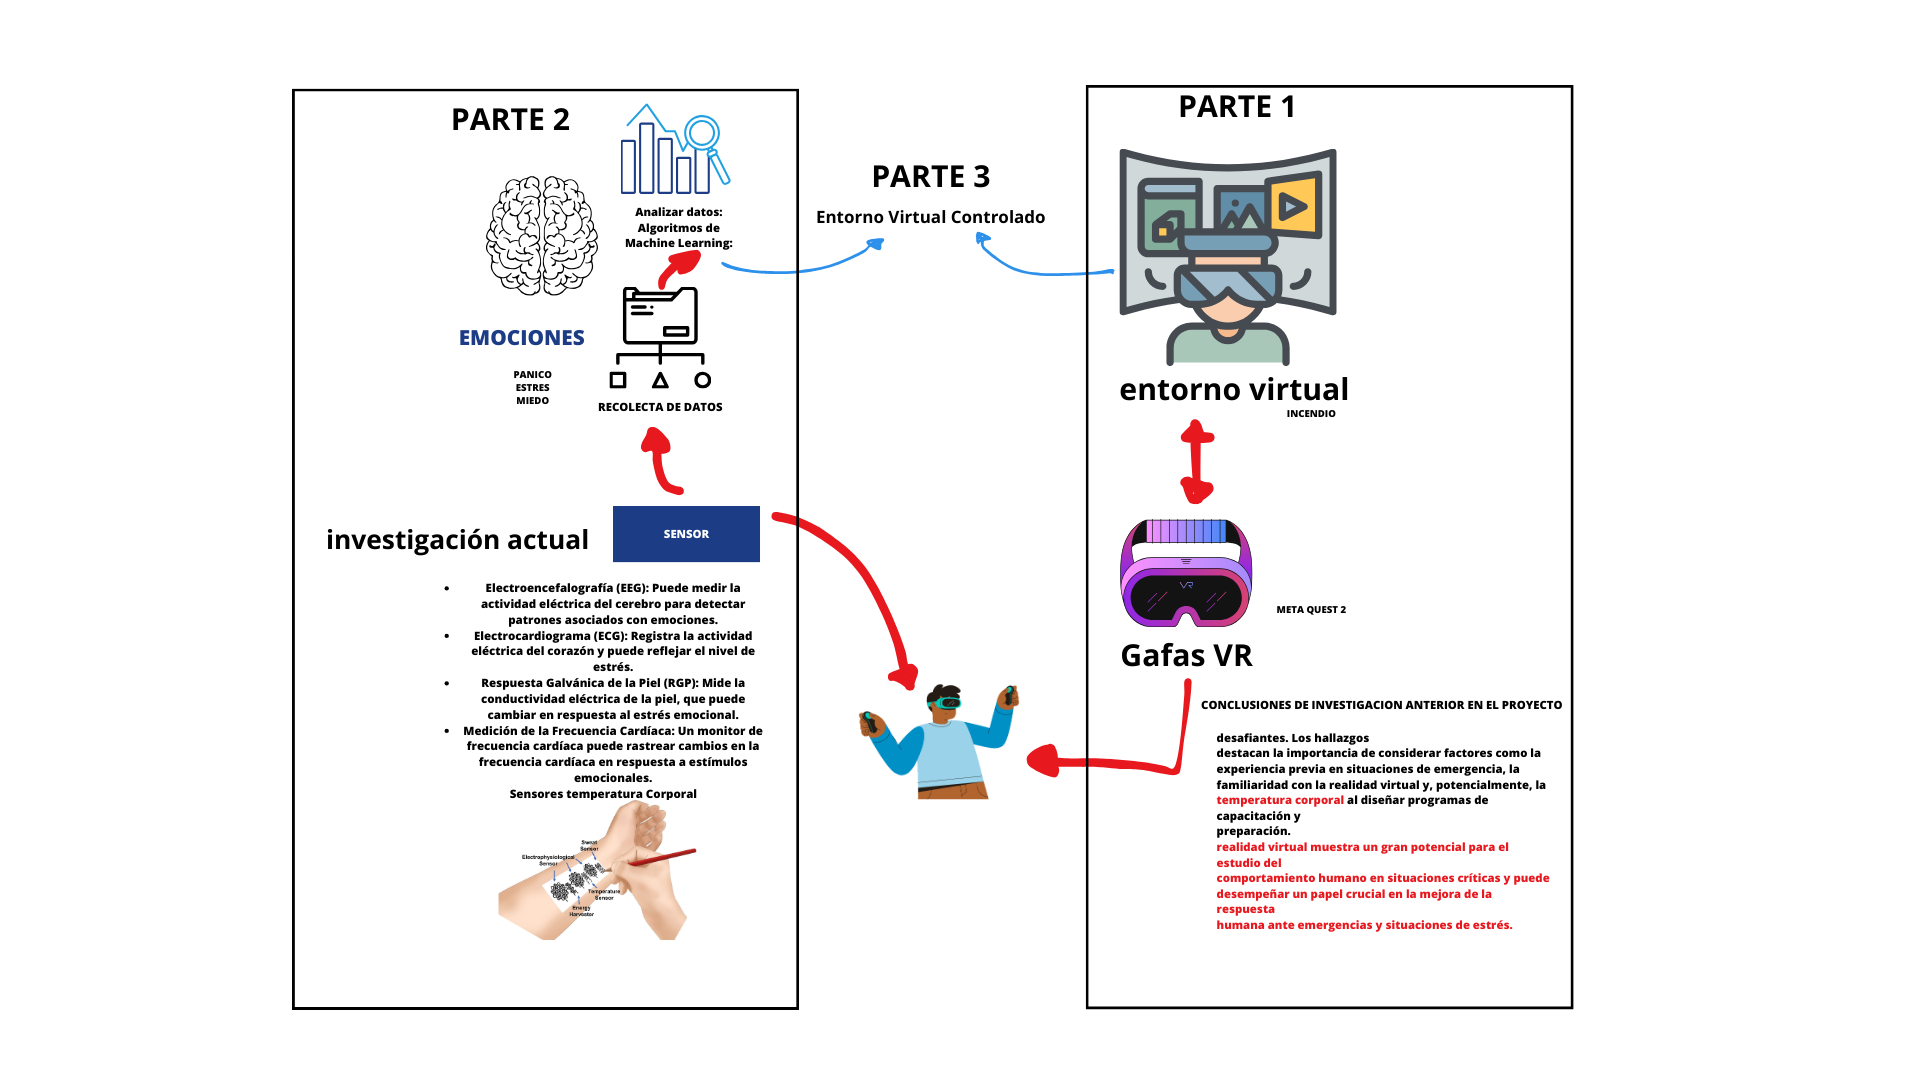 PARTE 2
Analizar datos:
Algoritmos de
Machine Learning:
EMOCIONES
PANICO
ESTRES
MIEDO
RECOLECTA DE DATOS
investigación actual
SENSOR
• Electroencefalografía (EEG): Puede medir la
actividad eléctrica del cerebro para detectar
patrones asociados con emociones.
• Electrocardiograma (ECG): Registra la actividad
eléctrica del corazón y puede reflejar el nivel de
estrés.
• Respuesta Galvánica de la Piel (RGP): Mide la
conductividad eléctrica de la piel, que puede
cambiar en respuesta al estrés emocional.
• Medición de la Frecuencia Cardíaca: Un monitor de
frecuencia cardíaca puede rastrear cambios en la
frecuencia cardíaca en respuesta a estímulos
emocionales.
Sensores temperatura Corporal
Sweat
Sensor
Electrophysiological
Sensor
Temperature
Sensor
Energy
Harvester
PARTE 3
Entorno Virtual Controlado
PARTE 1
entorno virtual
INCENDIO
VR
META QUEST 2
Gafas VR
CONCLUSIONES DE INVESTIGACION ANTERIOR EN EL PROYECTO
desafiantes. Los hallazgos
destacan la importancia de considerar factores como la
experiencia previa en situaciones de emergencia, la
familiaridad con la realidad virtual y, potencialmente, la
temperatura corporal al diseñar programas de
capacitación y
preparación.
realidad virtual muestra un gran potencial para el
estudio del
comportamiento humano en situaciones críticas y puede
desempeñar un papel crucial en la mejora de la
respuesta
humana ante emergencias y situaciones de estrés.